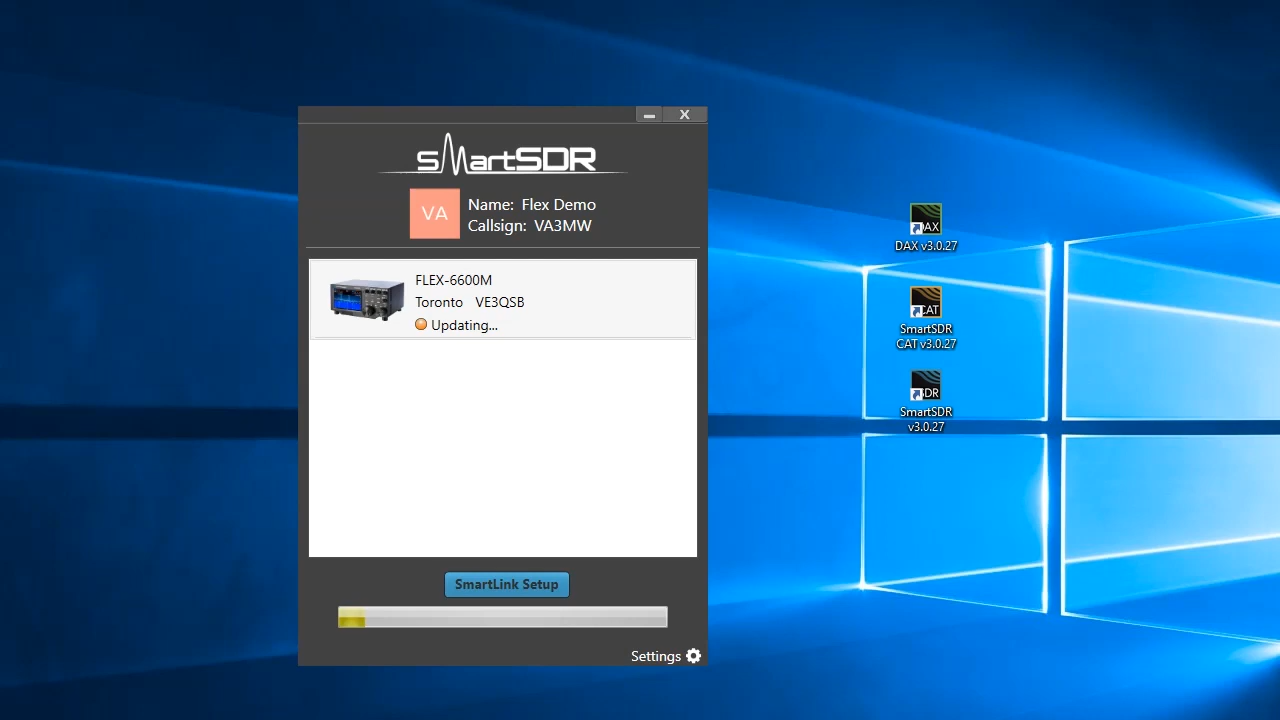 X
sMartSDR
VA
Name: Flex Demo
Callsign: VA3MW
FLEX-6600M
Toronto VE3QSB
Updating...
SmartLink Setup
Settings
DAX
DAX v3.0.27
CAT
SmartSDR
CAT v3.0.27
SDR
SmartSDR
v3.0.27